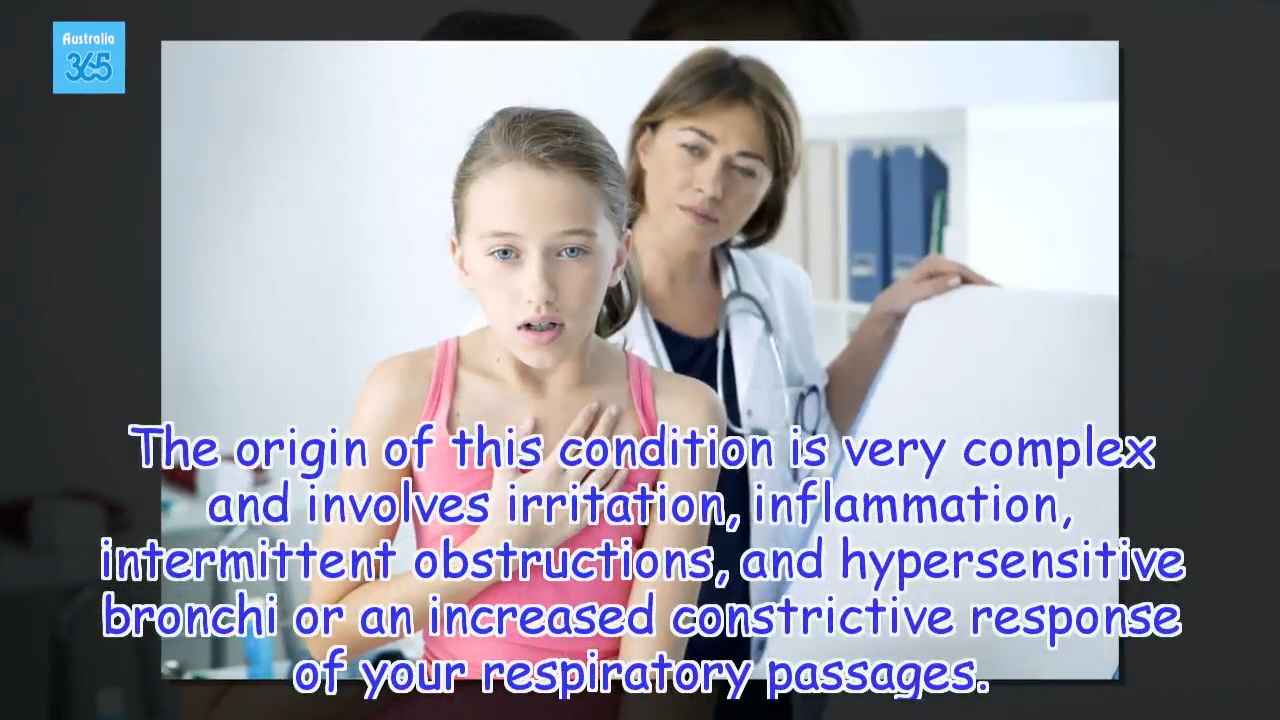 Australia
365
The origin of this condition is very complex
and involves irritation, inflammation,
intermittent obstructions, and hypersensitive
bronchi or an increased constrictive response
of your respiratory passages.